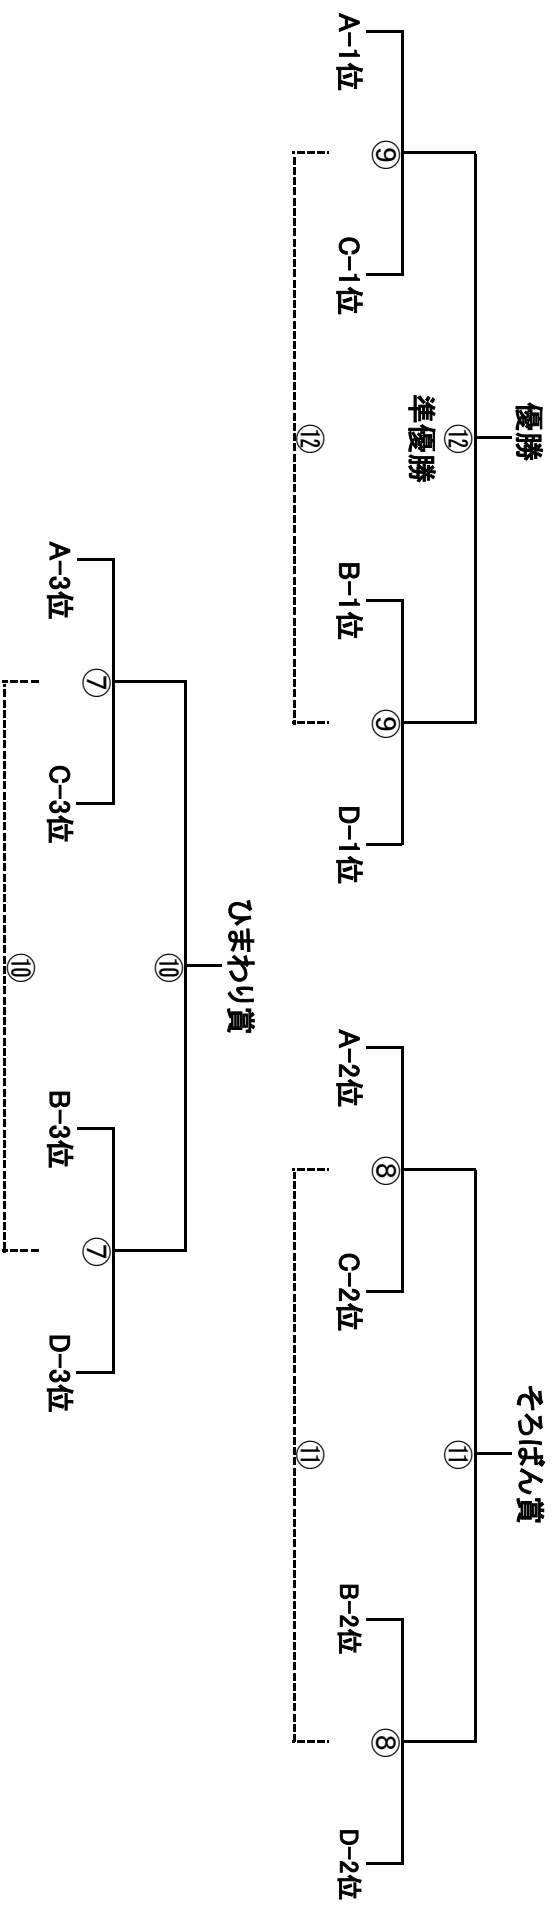 優勝
⑫
準優勝
⑨
⑨
A-1位
C-1位
B-1位
D-1位
⑫
そろばん賞
⑪
⑧
⑧
A-2位
C-2位
B-2位
D-2位
⑪
ひまわり賞
⑩
⑦
⑦
A-3位
C-3位
B-3位
D-3位
⑩